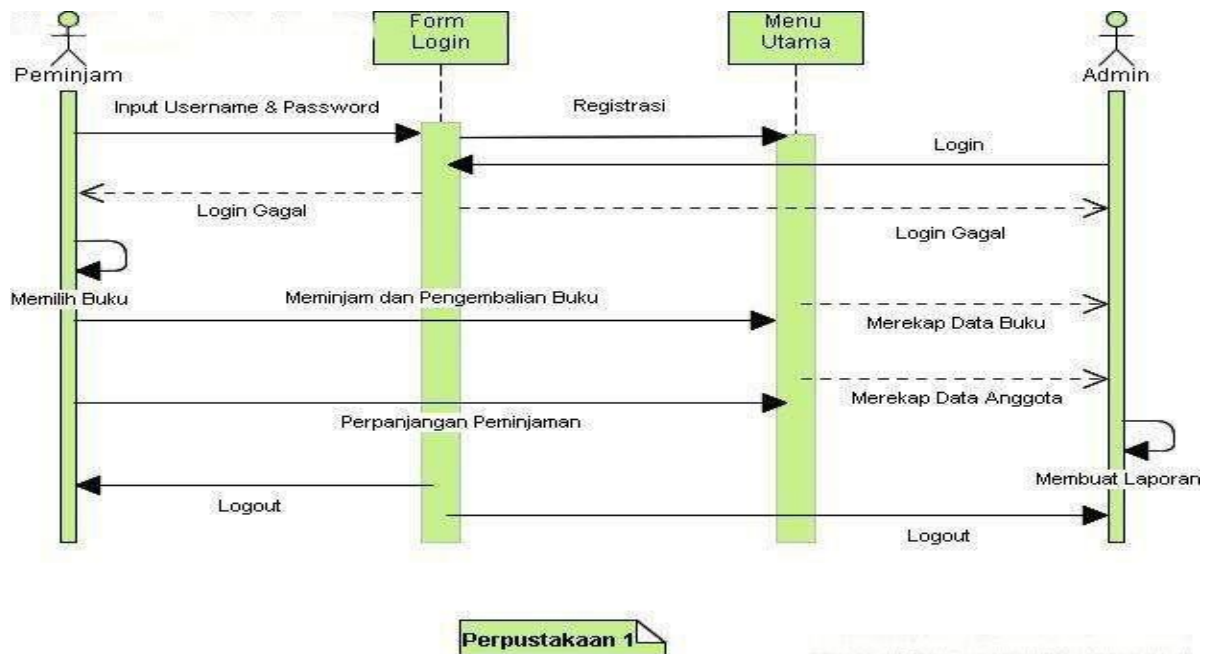 Form
Login
Menu
Utama
Peminjam
Admin
Input Username & Password
Registrasi
Login
Login Gagal
Login Gagal
Memilih Buku
Meminjam dan Pengembalian Buku
Merekap Data Buku
Merekap Data Anggota
Perpanjangan Peminjaman
Membuat Laporan
Logout
Logout
Perpustakaan 1